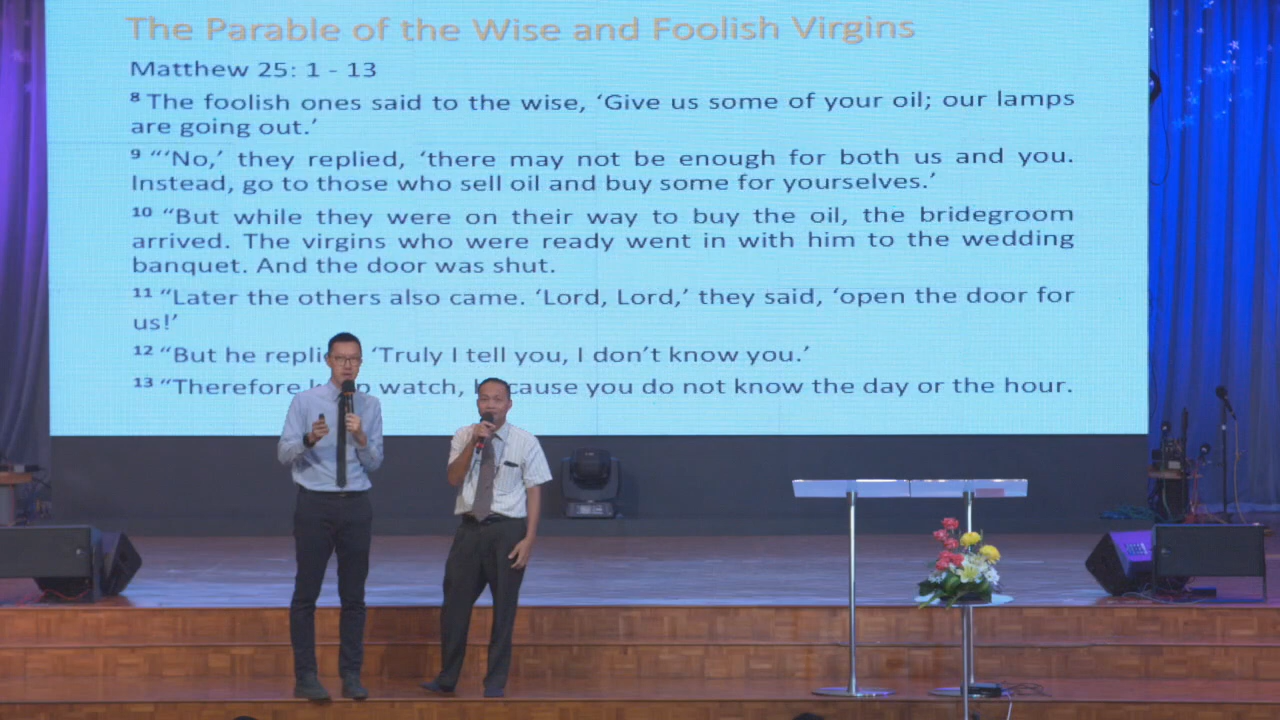 The Parable of the Wise and Foolish Virgins
Matthew 25: 1 - 13
8 The foolish ones said to the wise, ‘Give us some of your oil; our lamps
are going out.’
9 “‘No,’ they replied, ‘there may not be enough for both us and you.
Instead, go to those who sell oil and buy some for yourselves.’
10 “But while they were on their way to buy the oil, the bridegroom
arrived. The virgins who were ready went in with him to the wedding
banquet. And the door was shut.
11 “Later the others also came. ‘Lord, Lord,’ they said, ‘open the door for
us!’
12 “But he ‘Truly I tell you, I don’t know you.’
13 “Therefore watch, you do not know the day or the hour.